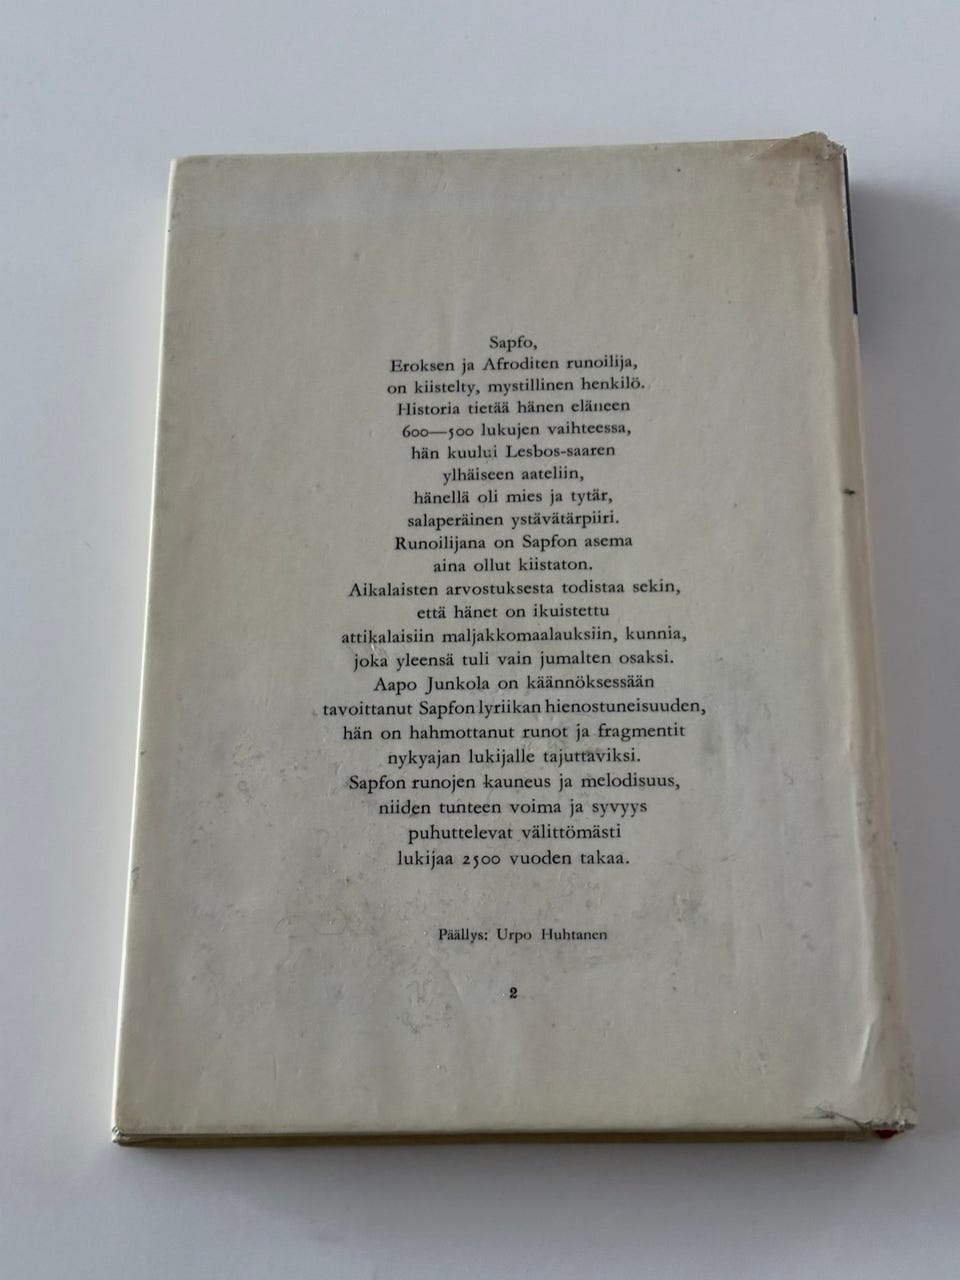 Sapfo,
Eroksen ja Afroditen runoilija,
on kiistelty, mystillinen henkilö.
Historia tietää hänen eläneen
600—500 lukujen vaihteessa,
hän kuului Lesbos-saaren
ylhäiseen aateliin,
hänellä oli mies ja tytär,
salaperäinen ystävätärpiiri.
Runoilijana on Sapfon asema
aina ollut kiistaton.
Aikalaisten arvostuksesta todistaa sekin,
että hänet on ikuistettu
attikalaisiin maljakkomaalauksiin, kunnia,
joka yleensä tuli vain jumalten osaksi.
Aapo Junkola on käännöksessään
tavoittanut Sapfon lyriikan hienostuneisuuden,
hän on hahmottanut runot ja fragmentit
nykyajan lukijalle tajuttaviksi.
Sapfon runojen kauneus ja melodisuus,
niiden tunteen voima ja syvyys
puhuttelevat välittömästi
lukijaa 2500 vuoden takaa.
Päällys: Urpo Huhtanen
2